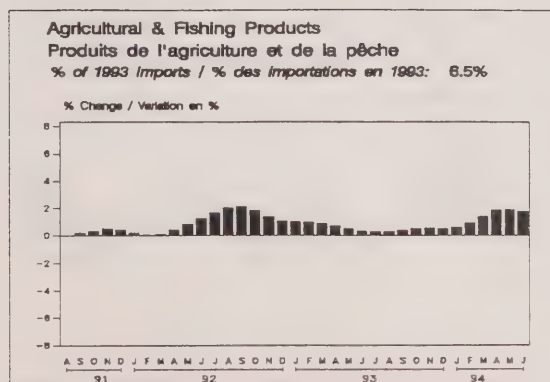 Agricultural & Fishing Products
Produits de l'agriculture et de la pêche
% of 1993 imports / % des importations en 1993: 6.5%
% Change / Variation en %
8
6
4
2
0
-2
-4
-6
-8
A S O N D J F M A M J J A S O N D J F M A M J J A S O N D J F M A M J
91 92 93 94